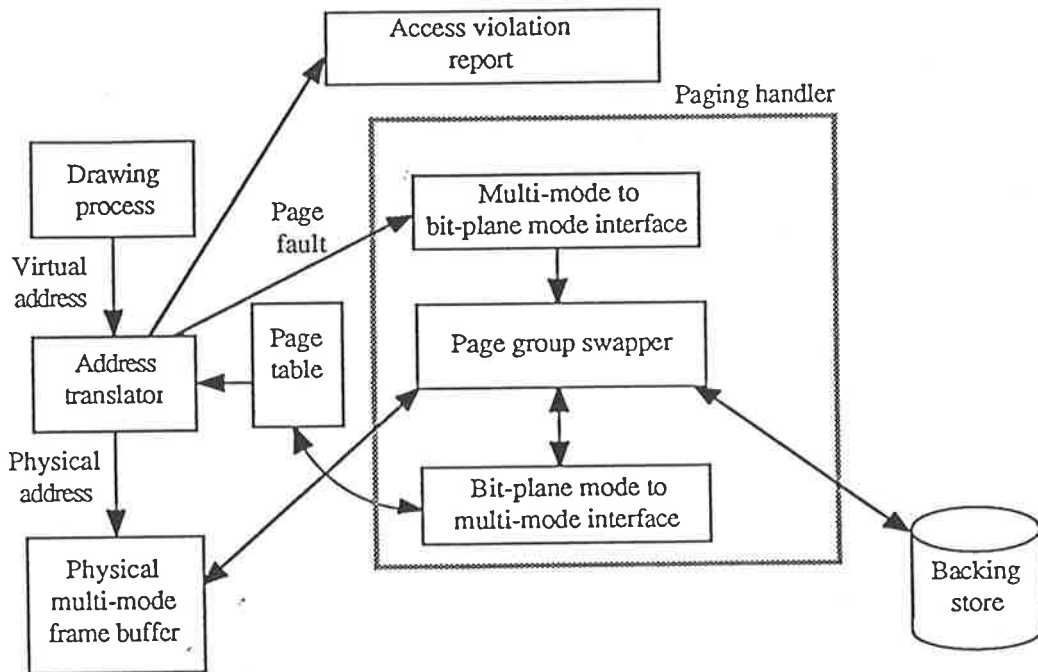 Access violation
report
Paging handler
Drawing
process
Multi-mode to
bit-plane mode interface
Page
fault
Virtual
address
Page
table
Page group swapper
Address
translator
Physical
address
Bit-plane mode to
multi-mode interface
Physical
multi-mode
frame buffer
Backing
store